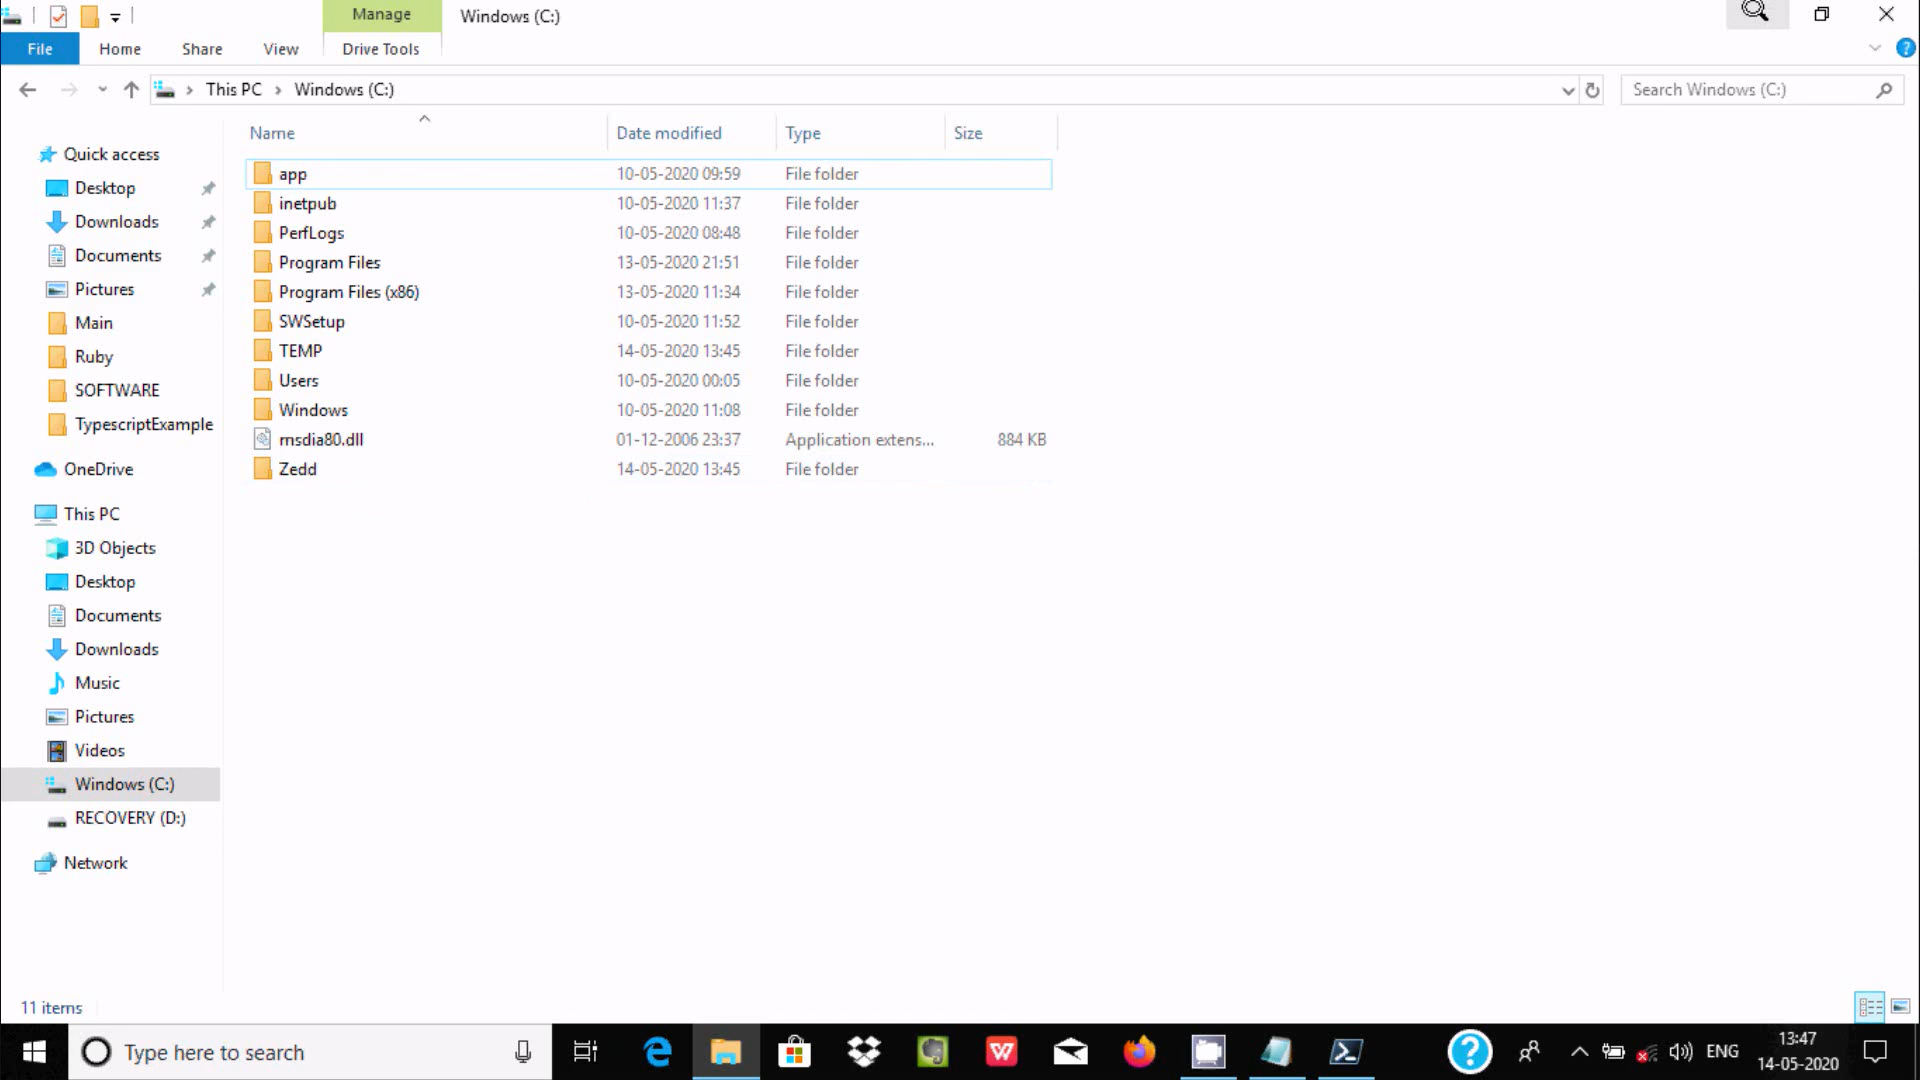 Manage
Windows (C:)
File
Home
Share
View
Drive Tools
This PC
Windows (C:)
Search Windows (C:)
Name
Date modified
Type
Size
Quick access
Desktop
Downloads
Documents
Pictures
Main
Ruby
SOFTWARE
TypescriptExample
OneDrive
This PC
3D Objects
Desktop
Documents
Downloads
Music
Pictures
Videos
Windows (C:)
RECOVERY (D:)
Network
app 10-05-2020 09:59 File folder
inetpub 10-05-2020 11:37 File folder
PerfLogs 10-05-2020 08:48 File folder
Program Files 13-05-2020 21:51 File folder
Program Files (x86) 13-05-2020 11:34 File folder
SWSetup 10-05-2020 11:52 File folder
TEMP 14-05-2020 13:45 File folder
Users 10-05-2020 00:05 File folder
Windows 10-05-2020 11:08 File folder
msdia80.dll 01-12-2006 23:37 Application extens... 884 KB
Zedd 14-05-2020 13:45 File folder
11 items
Type here to search
ENG
13:47
14-05-2020